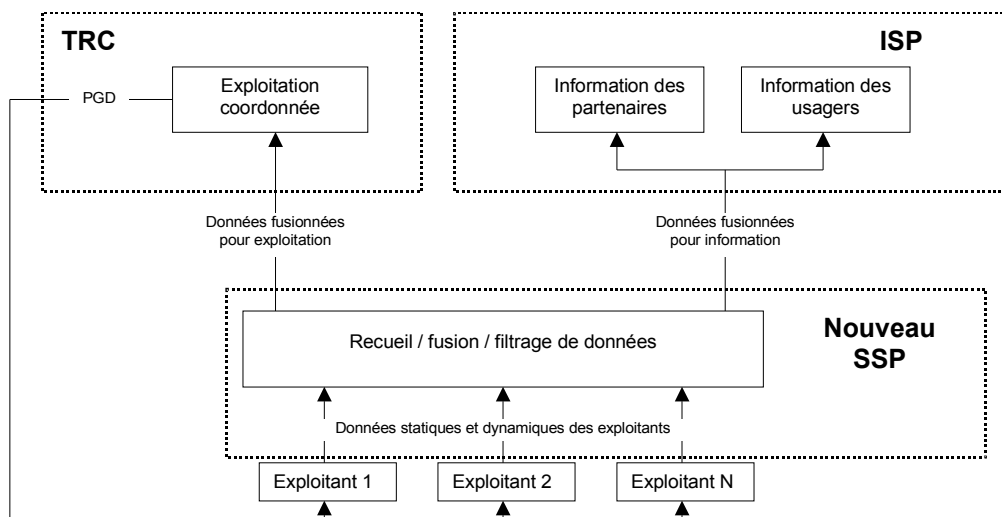 TRC
ISP
PGD
Exploitation
coordonnée
Information des
partenaires
Information des
usagers
Données fusionnées
pour exploitation
Données fusionnées
pour information
Recueil / fusion / filtrage de données
Nouveau
SSP
Données statiques et dynamiques des exploitants
Exploitant 1
Exploitant 2
Exploitant N